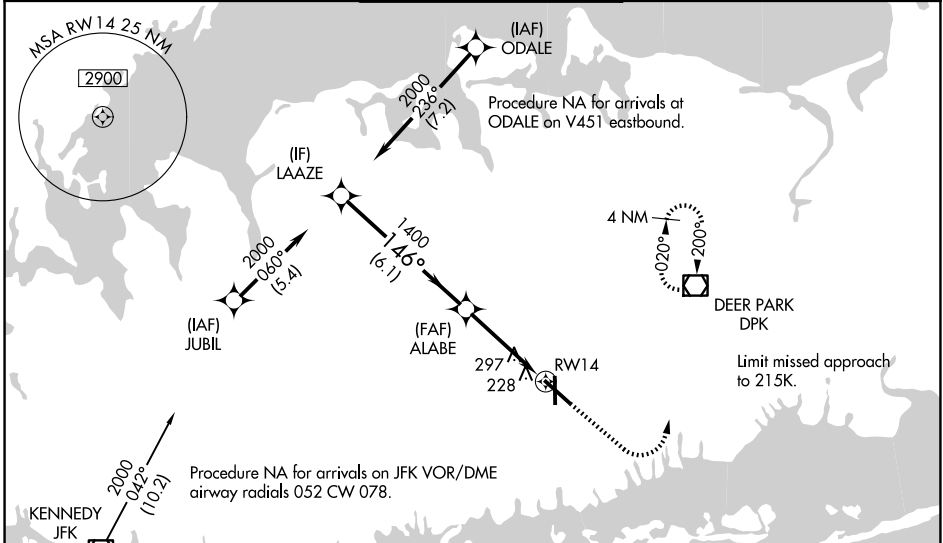 MSA RW14 25 NM
2900
(IAF)
ODALE
2000
236°
(7.2)
Procedure NA for arrivals at
ODALE on V451 eastbound.
(IF)
LAAZE
1400
146°
(6.1)
4 NM
020°
200°
DEER PARK
DPK
2000
060°
(5.4)
(IAF)
JUBIL
(FAF)
ALABE
297
228
RW14
Limit missed approach
to 215K.
2000
042°
(10.2)
Procedure NA for arrivals on JFK VOR/DME
airway radials 052 CW 078.
KENNEDY
JFK